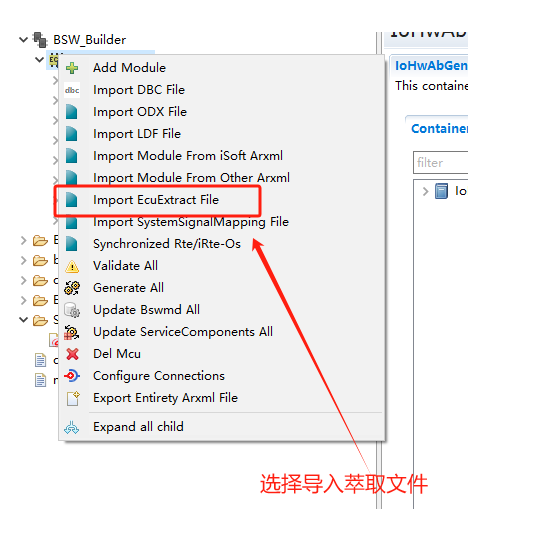 BSW_Builder
IoHwAbGen
This containe
Container
filter
Io
Add Module
dbc Import DBC File
Import ODX File
Import LDF File
Import Module From iSoft Arxml
Import Module From Other Arxml
Import EcuExtract File
Import SystemSignalMapping File
Synchronized Rte/iRte-Os
Validate All
Generate All
Update Bswmd All
Update ServiceComponents All
Del Mcu
Configure Connections
Export Entirety Arxml File
Expand all child
选择导入萃取文件